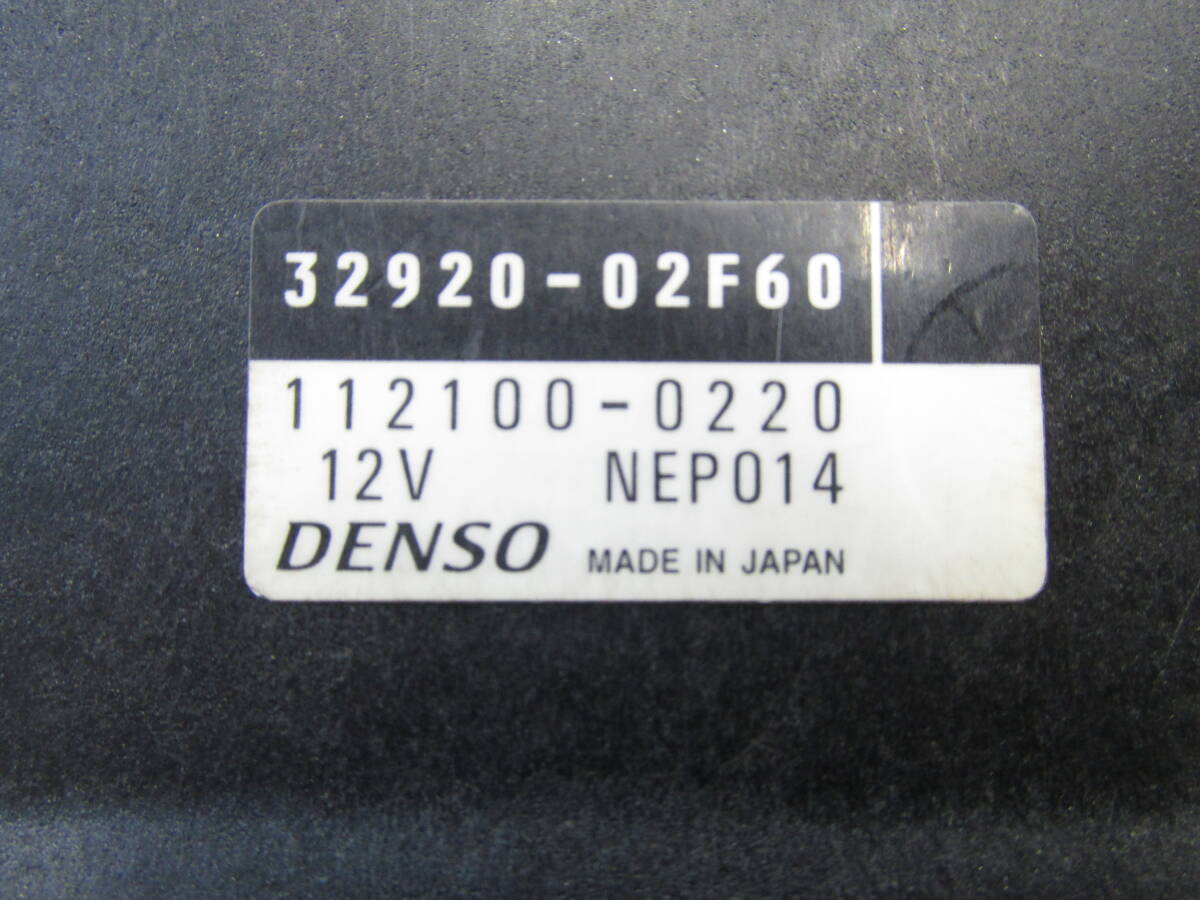 32920-02F60
112100-0220
12V NEP014
DENSO MADE IN JAPAN